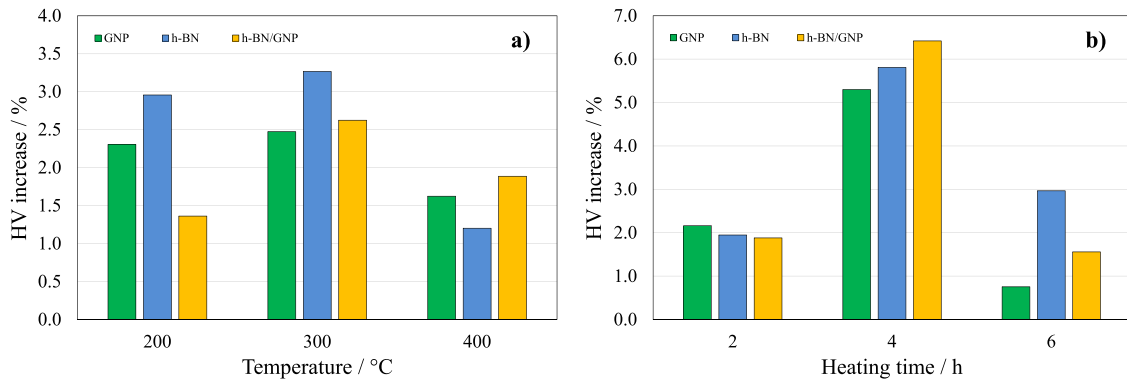 4.0
3.5
3.0
2.5
2.0
1.5
1.0
0.5
0.0
HV increase / %
GNP h-BN h-BN/GNP
a)
200 300 400
Temperature / °C
7.0
6.0
5.0
4.0
3.0
2.0
1.0
0.0
HV increase / %
GNP h-BN h-BN/GNP
b)
2 4 6
Heating time / h